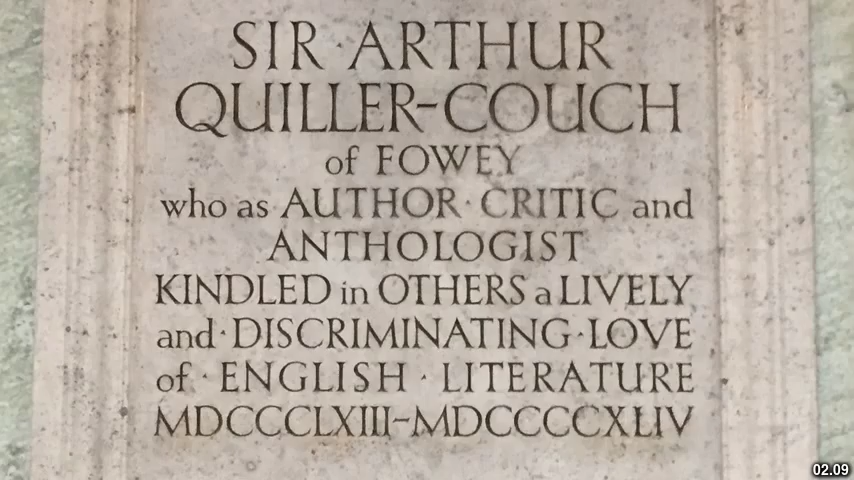 SIR · ARTHUR
QUILLER-COUCH
of FOWEY
who as AUTHOR · CRITIC and
ANTHOLOGIST
KINDLED in OTHERS a LIVELY
and · DISCRIMINATING · LOVE
of · ENGLISH · LITERATURE
MDCCCLXIII-MDCCCCXLIV
02.09